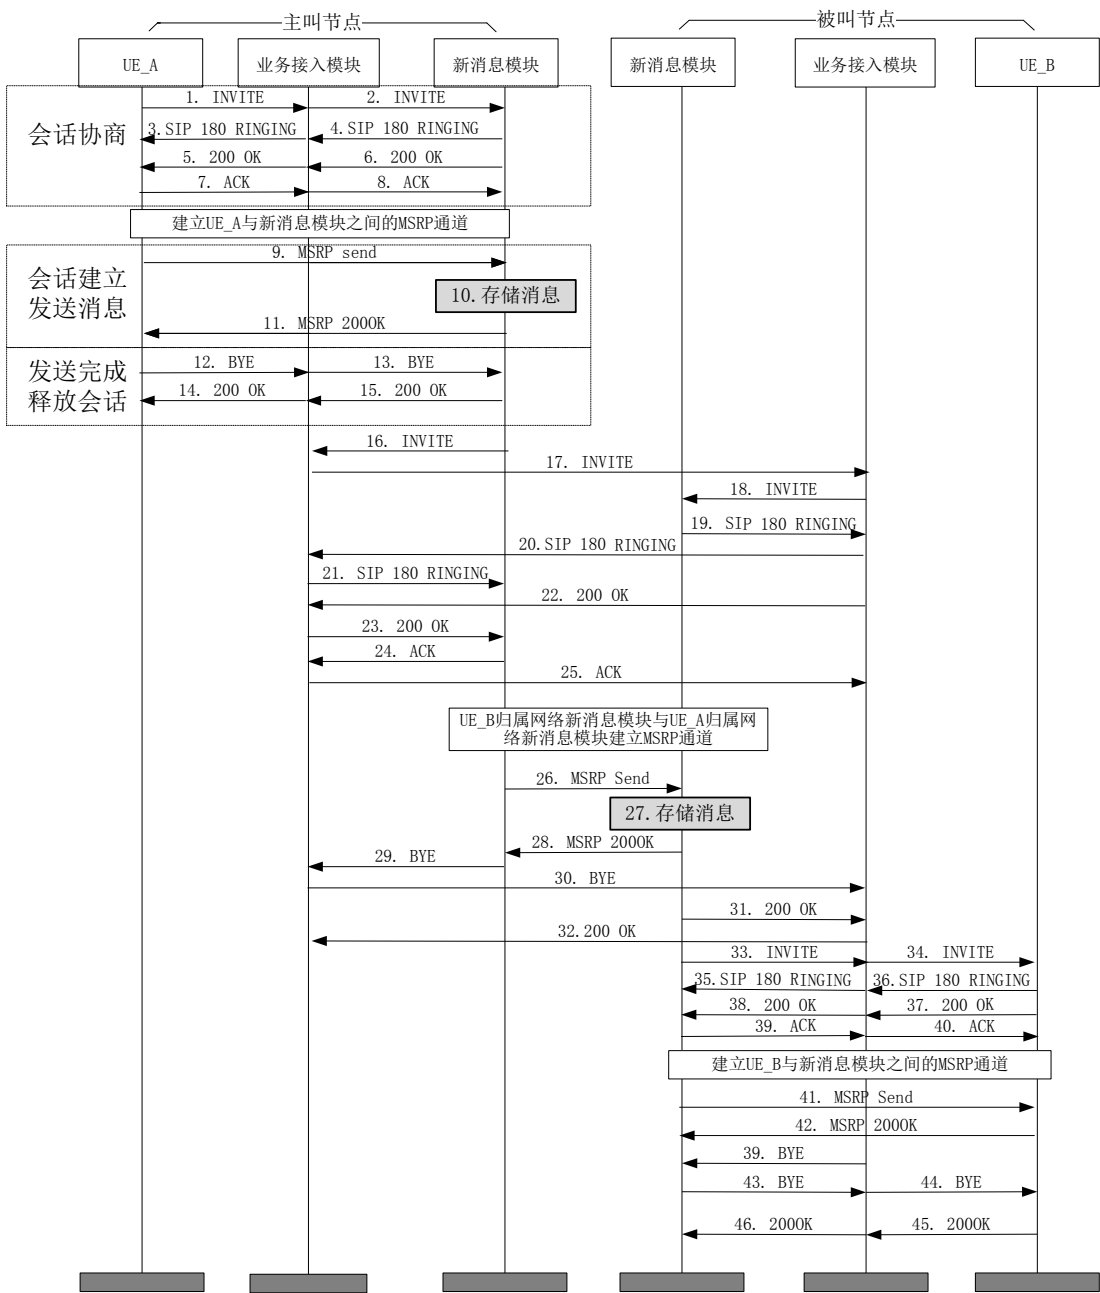 主叫节点
被叫节点
UE_A
业务接入模块
新消息模块
新消息模块
业务接入模块
UE_B
会话协商
1. INVITE
2. INVITE
3.SIP 180 RINGING
4.SIP 180 RINGING
5. 200 OK
6. 200 OK
7. ACK
8. ACK
建立UE_A与新消息模块之间的MSRP通道
会话建立
发送消息
9. MSRP send
10.存储消息
11. MSRP 200OK
发送完成
释放会话
12. BYE
13. BYE
14. 200 OK
15. 200 OK
16. INVITE
17. INVITE
18. INVITE
19. SIP 180 RINGING
20.SIP 180 RINGING
21. SIP 180 RINGING
22. 200 OK
23. 200 OK
24. ACK
25. ACK
UE_B归属网络新消息模块与UE_A归属网
络新消息模块建立MSRP通道
26. MSRP Send
27.存储消息
28. MSRP 200OK
29. BYE
30. BYE
31. 200 OK
32.200 OK
33. INVITE
34. INVITE
35.SIP 180 RINGING
36.SIP 180 RINGING
38. 200 OK
37. 200 OK
39. ACK
40. ACK
建立UE_B与新消息模块之间的MSRP通道
41. MSRP Send
42. MSRP 200OK
39. BYE
43. BYE
44. BYE
46. 200OK
45. 200OK